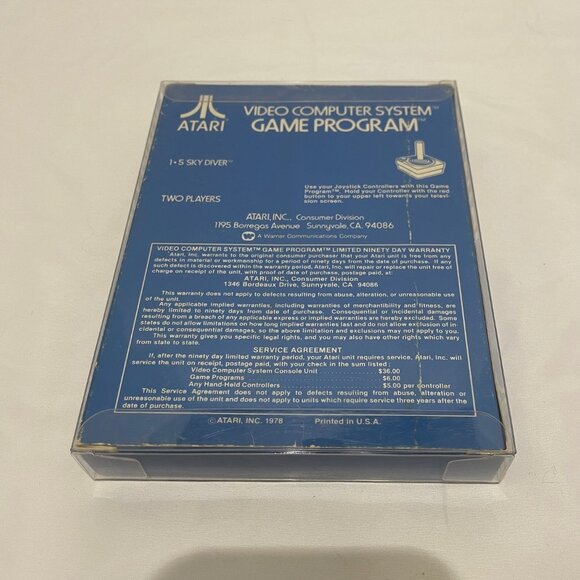 ATARI
VIDEO COMPUTER SYSTEM™
GAME PROGRAM™
1•5 SKY DIVER™
TWO PLAYERS
Use your Joystick Controllers with this Game
Program™. Hold your Controller with the red
button to your upper left towards your televi-
sion screen.
ATARI, INC., Consumer Division
1195 Borregas Avenue Sunnyvale, CA. 94086
A Warner Communications Company
VIDEO COMPUTER SYSTEM™ GAME PROGRAM™ LIMITED NINETY DAY WARRANTY
Atari, Inc. warrants to the original consumer purchaser that your Atari unit is free from any
defects in material or workmanship for a period of ninety days from the date of purchase. If any
such defect is discovered within the warranty period, Atari, Inc. will repair or replace the unit free of
charge on receipt of the unit, with proof of date of purchase, postage paid, at:
ATARI, INC., Consumer Division
1346 Bordeaux Drive, Sunnyvale, CA 94086
This warranty does not apply to defects resulting from abuse, alteration, or unreasonable use
of the unit.
Any applicable implied warranties, including warranties of merchantability and fitness, are
hereby limited to ninety days from date of purchase. Consequential or incidental damages
resulting from a breach of any applicable express or implied warranties are hereby excluded. Some
states do not allow limitations on how long implied warranties last and do not allow exclusion of in-
cidental or consequential damages, so the above limitations and exclusions may not apply to you.
This warranty gives you specific legal rights, and you may also have other rights which vary
from state to state.
SERVICE AGREEMENT
If, after the ninety day limited warranty period, your Atari unit requires service, Atari, Inc. will
service the unit on receipt, postage paid, with your check in the sum listed:
Video Computer System Console Unit $36.00
Game Programs $6.00
Any Hand-Held Controllers $5.00 per controller
This Service Agreement does not apply to defects resulting from abuse, alteration or
unreasonable use of the unit and does not apply to units which require service three years after the
date of purchase.
© ATARI, INC. 1978 Printed in U.S.A.